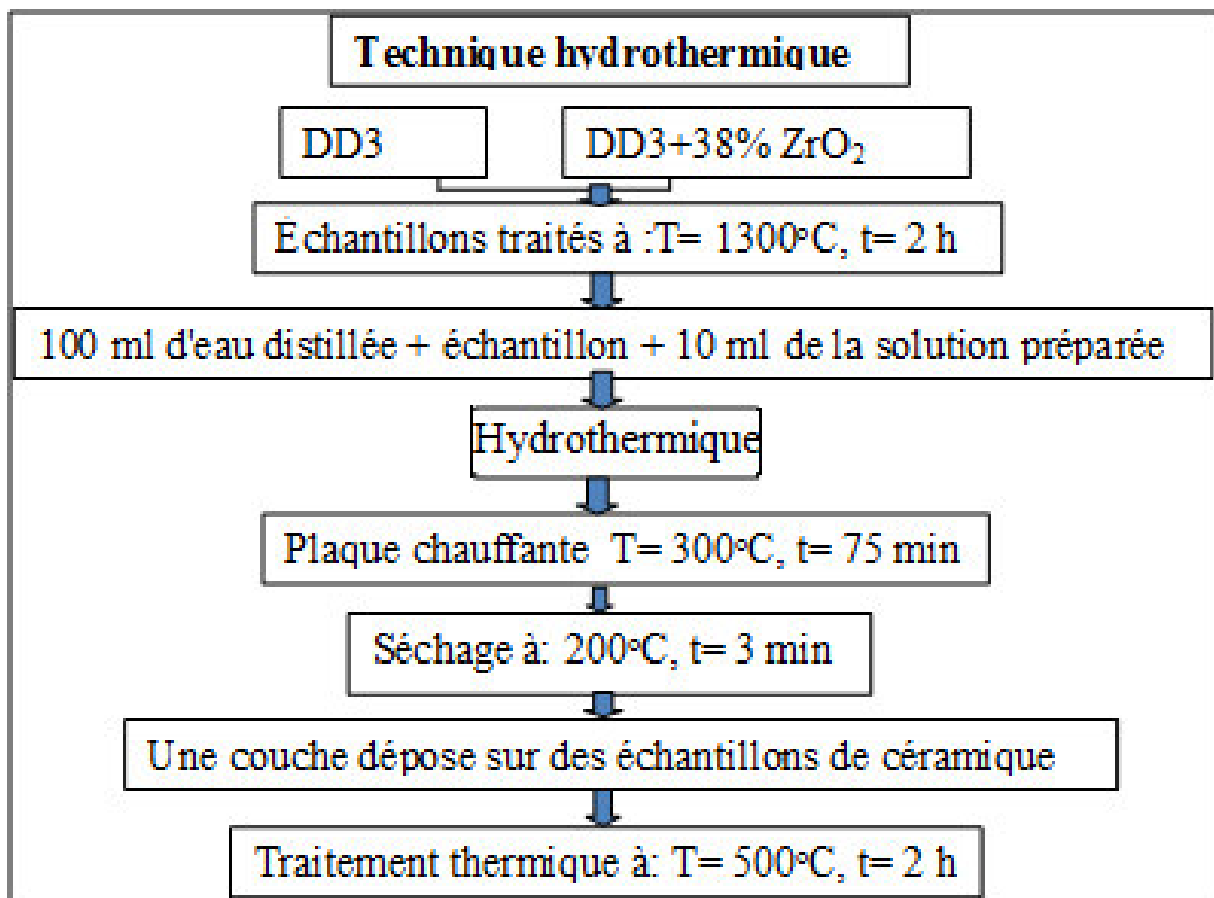 Technique hydrothermique
DD3
DD3+38% ZrO₂
Échantillons traités à :T= 1300°C, t= 2 h
100 ml d'eau distillée + échantillon + 10 ml de la solution préparée
Hydrothermique
Plaque chauffante T= 300°C, t= 75 min
Séchage à: 200°C, t= 3 min
Une couche dépose sur des échantillons de céramique
Traitement thermique à: T= 500°C, t= 2 h